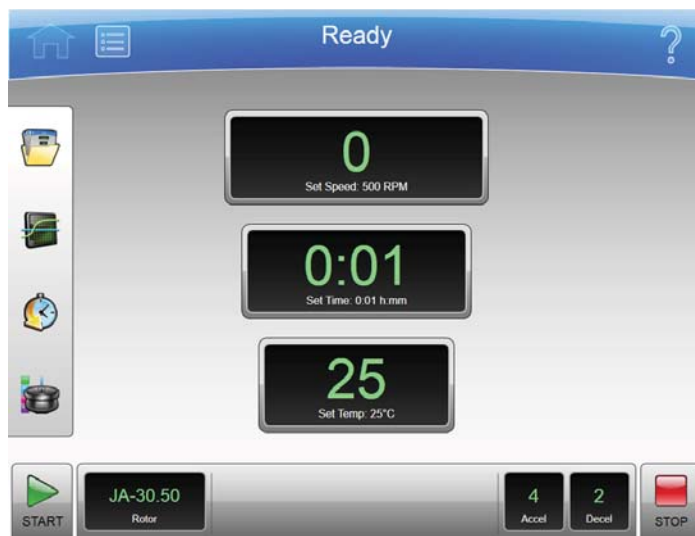 Ready
?
0
Set Speed: 500 RPM
0:01
Set Time: 0:01 h:mm
25
Set Temp: 25°C
START
JA-30.50
Rotor
4
Accel
2
Decel
STOP